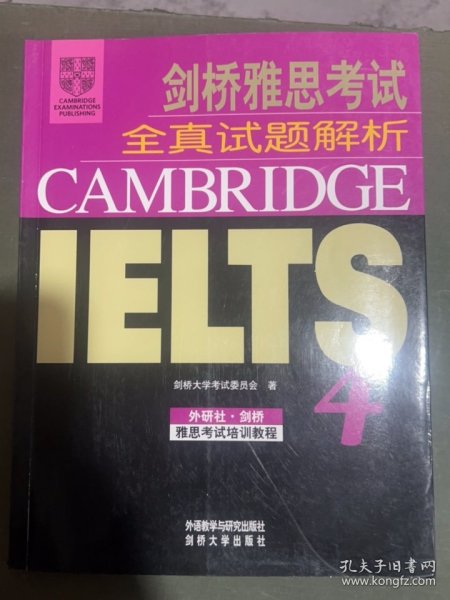 CAMBRIDGE
EXAMINATIONS
PUBLISHING
剑桥雅思考试
全真试题解析
CAMBRIDGE
IELTS
4
剑桥大学考试委员会 著
外研社·剑桥
雅思考试培训教程
外语教学与研究出版社
剑桥大学出版社
孔夫子旧书网
www.kongfz.com